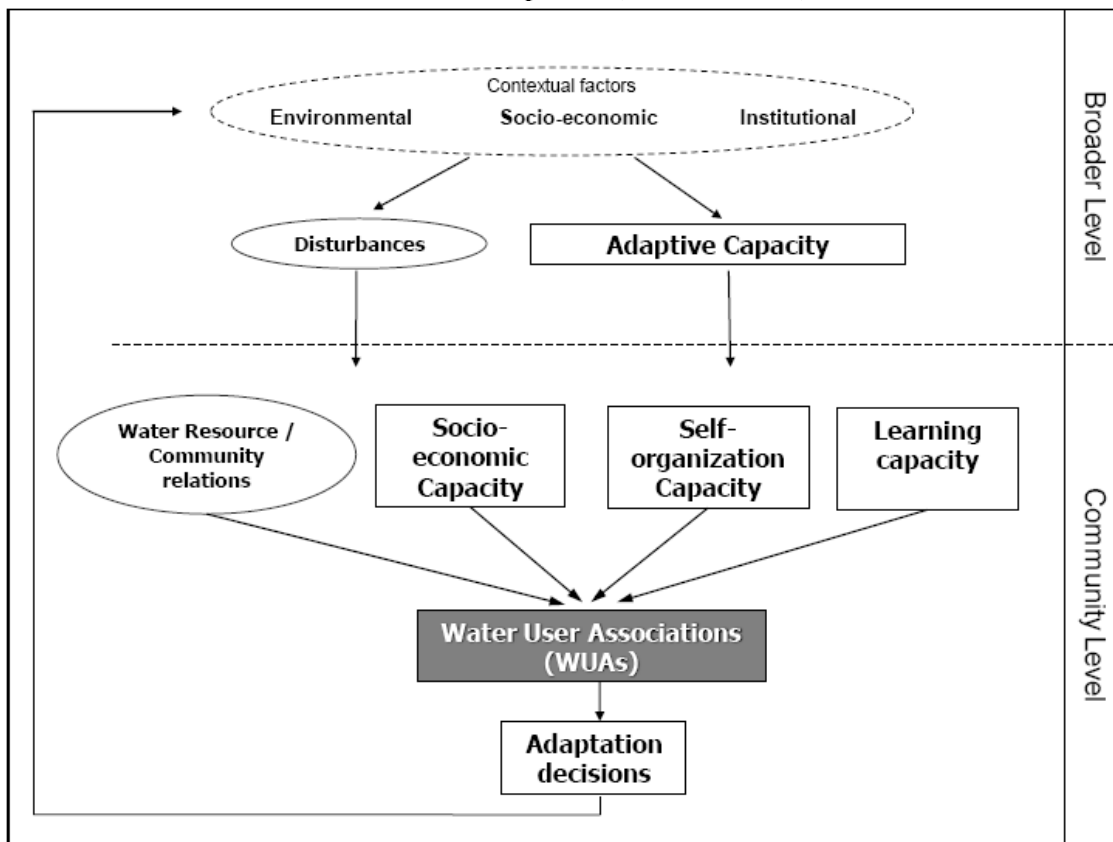 Contextual factors
Environmental Socio-economic Institutional
Disturbances
Adaptive Capacity
Broader Level
Water Resource /
Community
relations
Socio-
economic
Capacity
Self-
organization
Capacity
Learning
capacity
Water User Associations
(WUAs)
Adaptation
decisions
Community Level